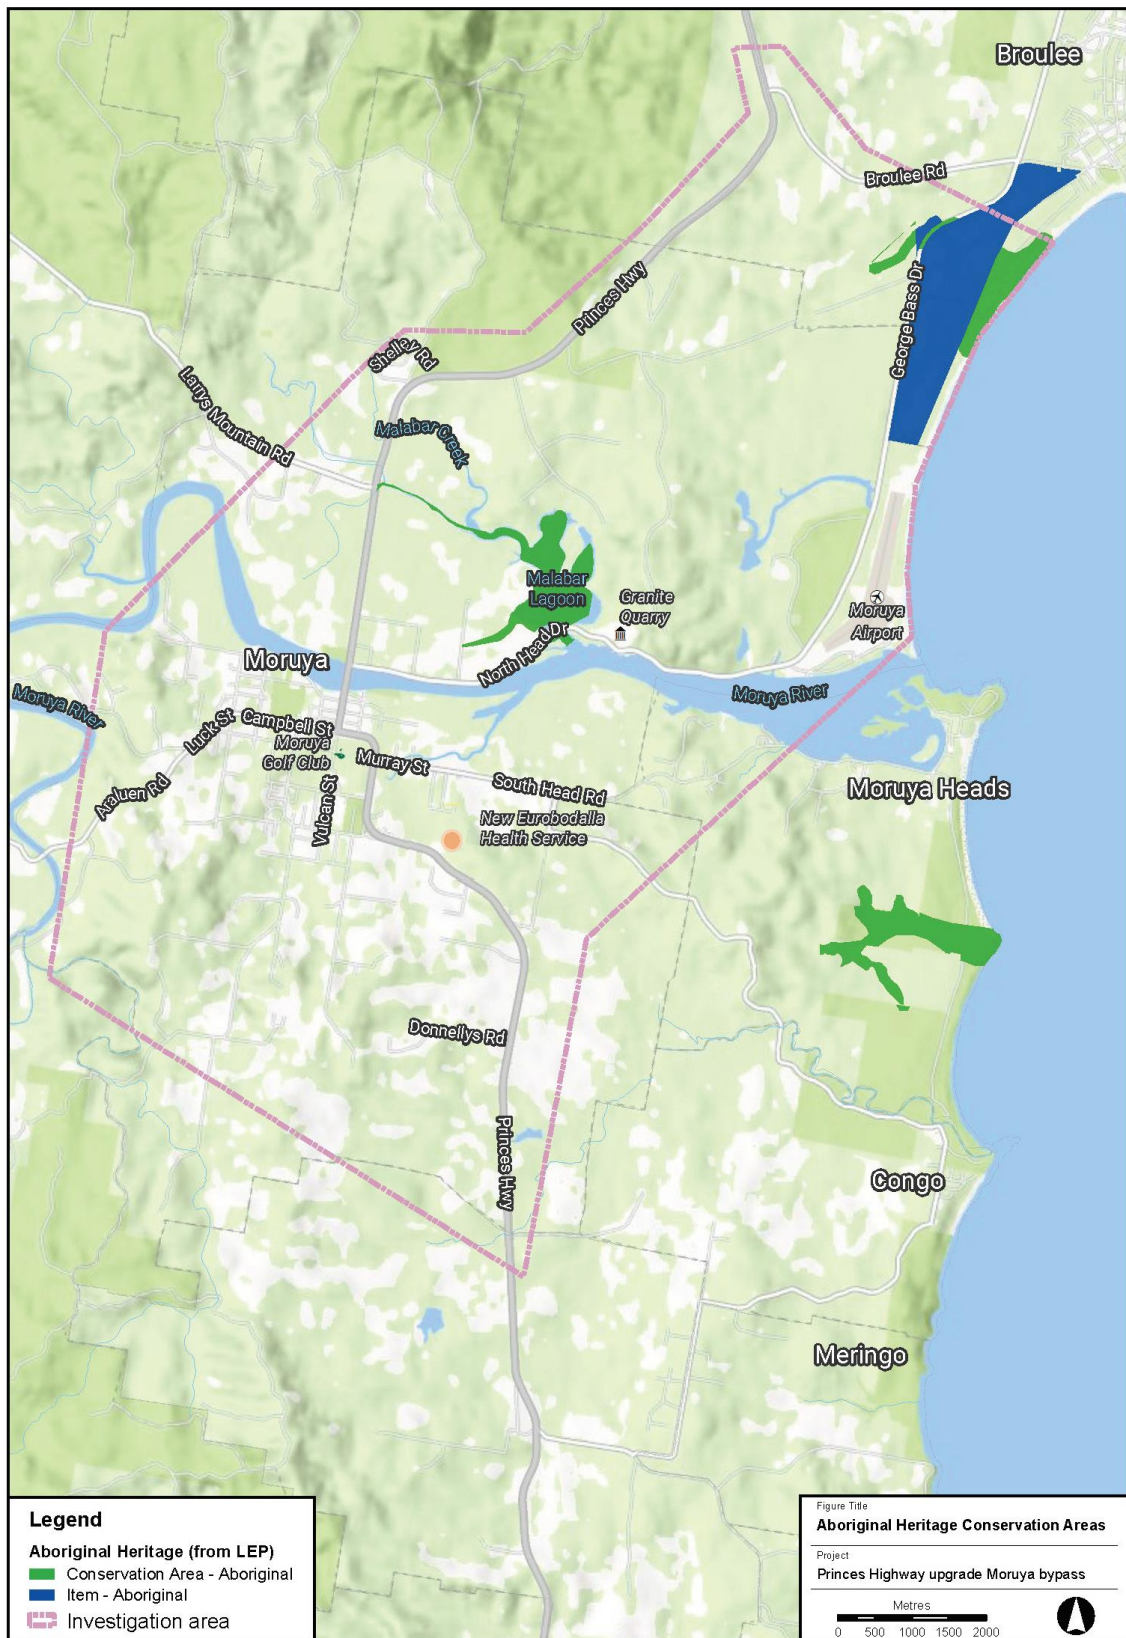 Broulee
Broulee Rd
George Bass Dr
Princes Hwy
Shelley Rd
Larrys Mountain Rd
Malabar Creek
Malabar
Lagoon
Granite
Quarry
Moruya
Airport
North Head Dr
Moruya
Moruya River
Moruya River
Luck St
Campbell St
Moruya
Golf Club
Murray St
Araluen Rd
Vulcan St
South Head Rd
Moruya Heads
New Eurobodalla
Health Service
Donnellys Rd
Princes Hwy
Congo
Meringo
Legend
Aboriginal Heritage (from LEP)
Conservation Area - Aboriginal
Item - Aboriginal
Investigation area
Figure Title
Aboriginal Heritage Conservation Areas
Project
Princes Highway upgrade Moruya bypass
Metres
0 500 1000 1500 2000